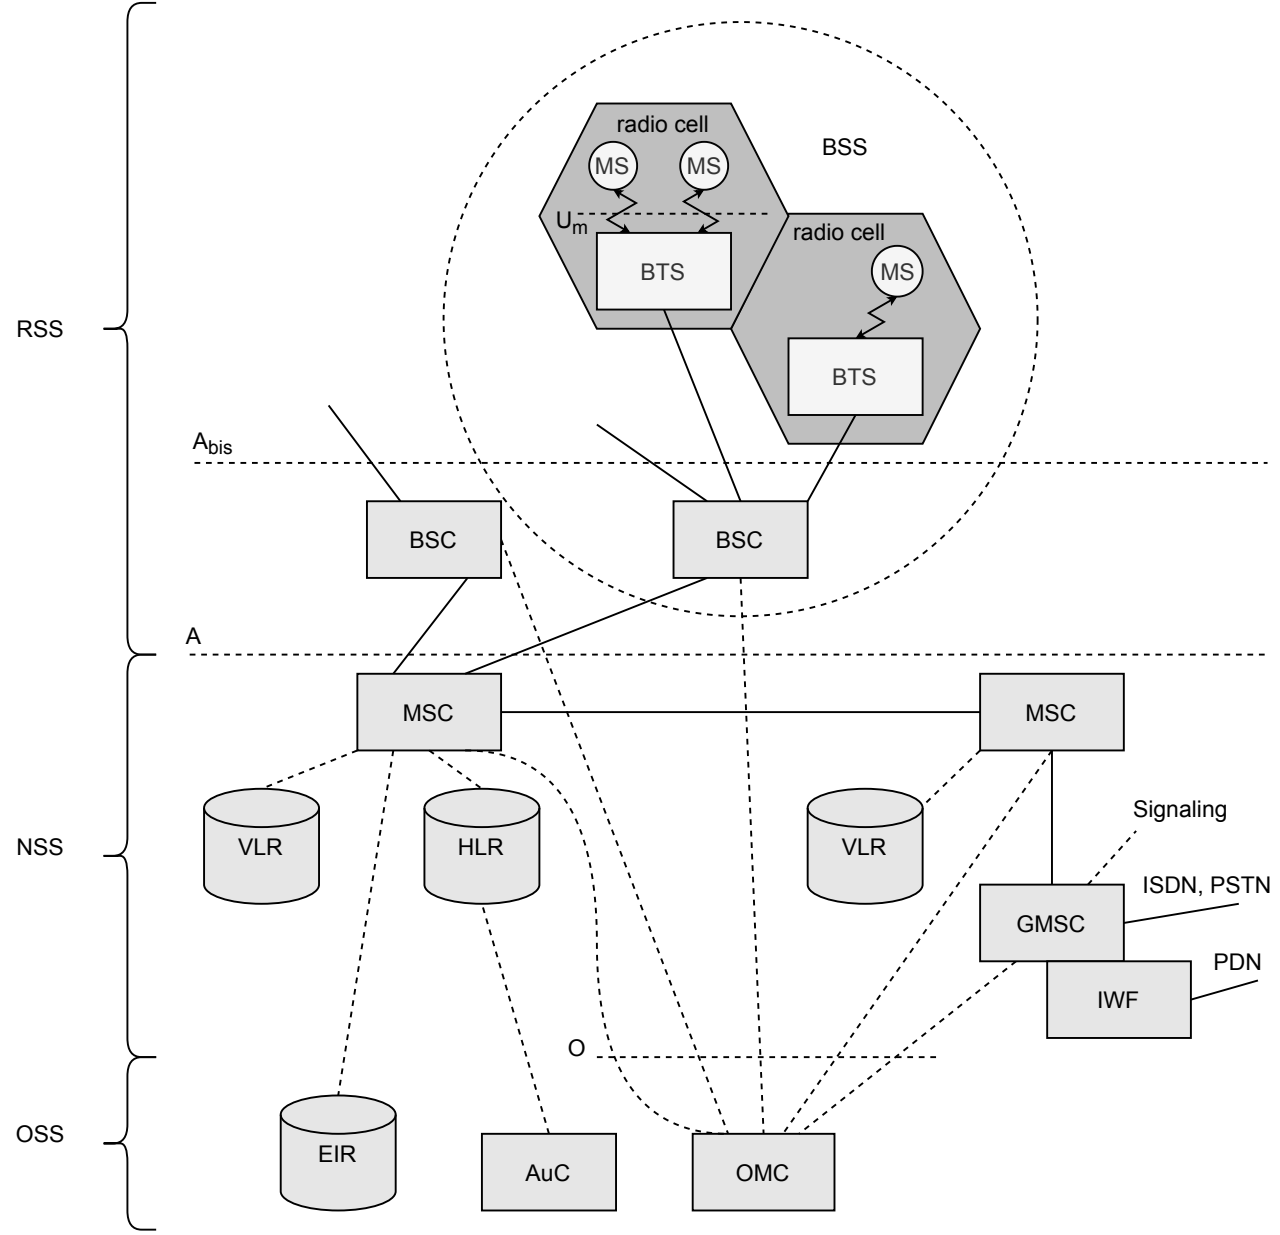 radio cell
BSS
MS
MS
Um
radio cell
BTS
MS
RSS
BTS
Abis
BSC
BSC
A
MSC
MSC
Signaling
NSS
VLR
HLR
VLR
ISDN, PSTN
GMSC
PDN
IWF
O
OSS
EIR
AuC
OMC